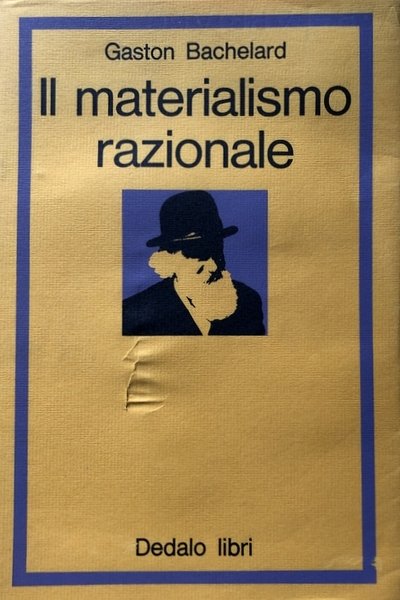 Gaston Bachelard
Il materialismo
razionale
Dedalo libri